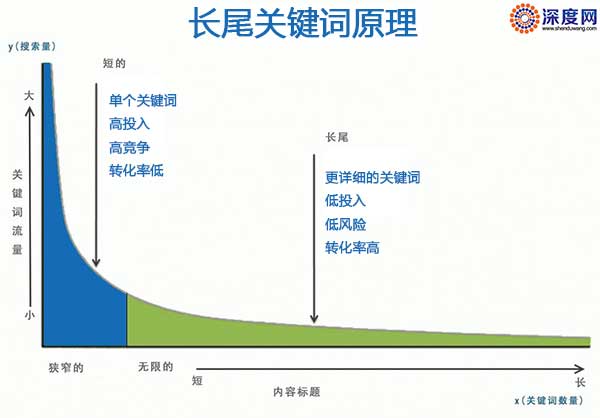 长尾关键词原理
深度网
www.shenduwang.com
y(搜索量)
短的
大
单个关键词
高投入
高竞争
转化率低
长尾
关键词流量
更详细的关键词
低投入
低风险
转化率高
小
狭窄的
无限的
短
长
内容标题
x(关键词数量)